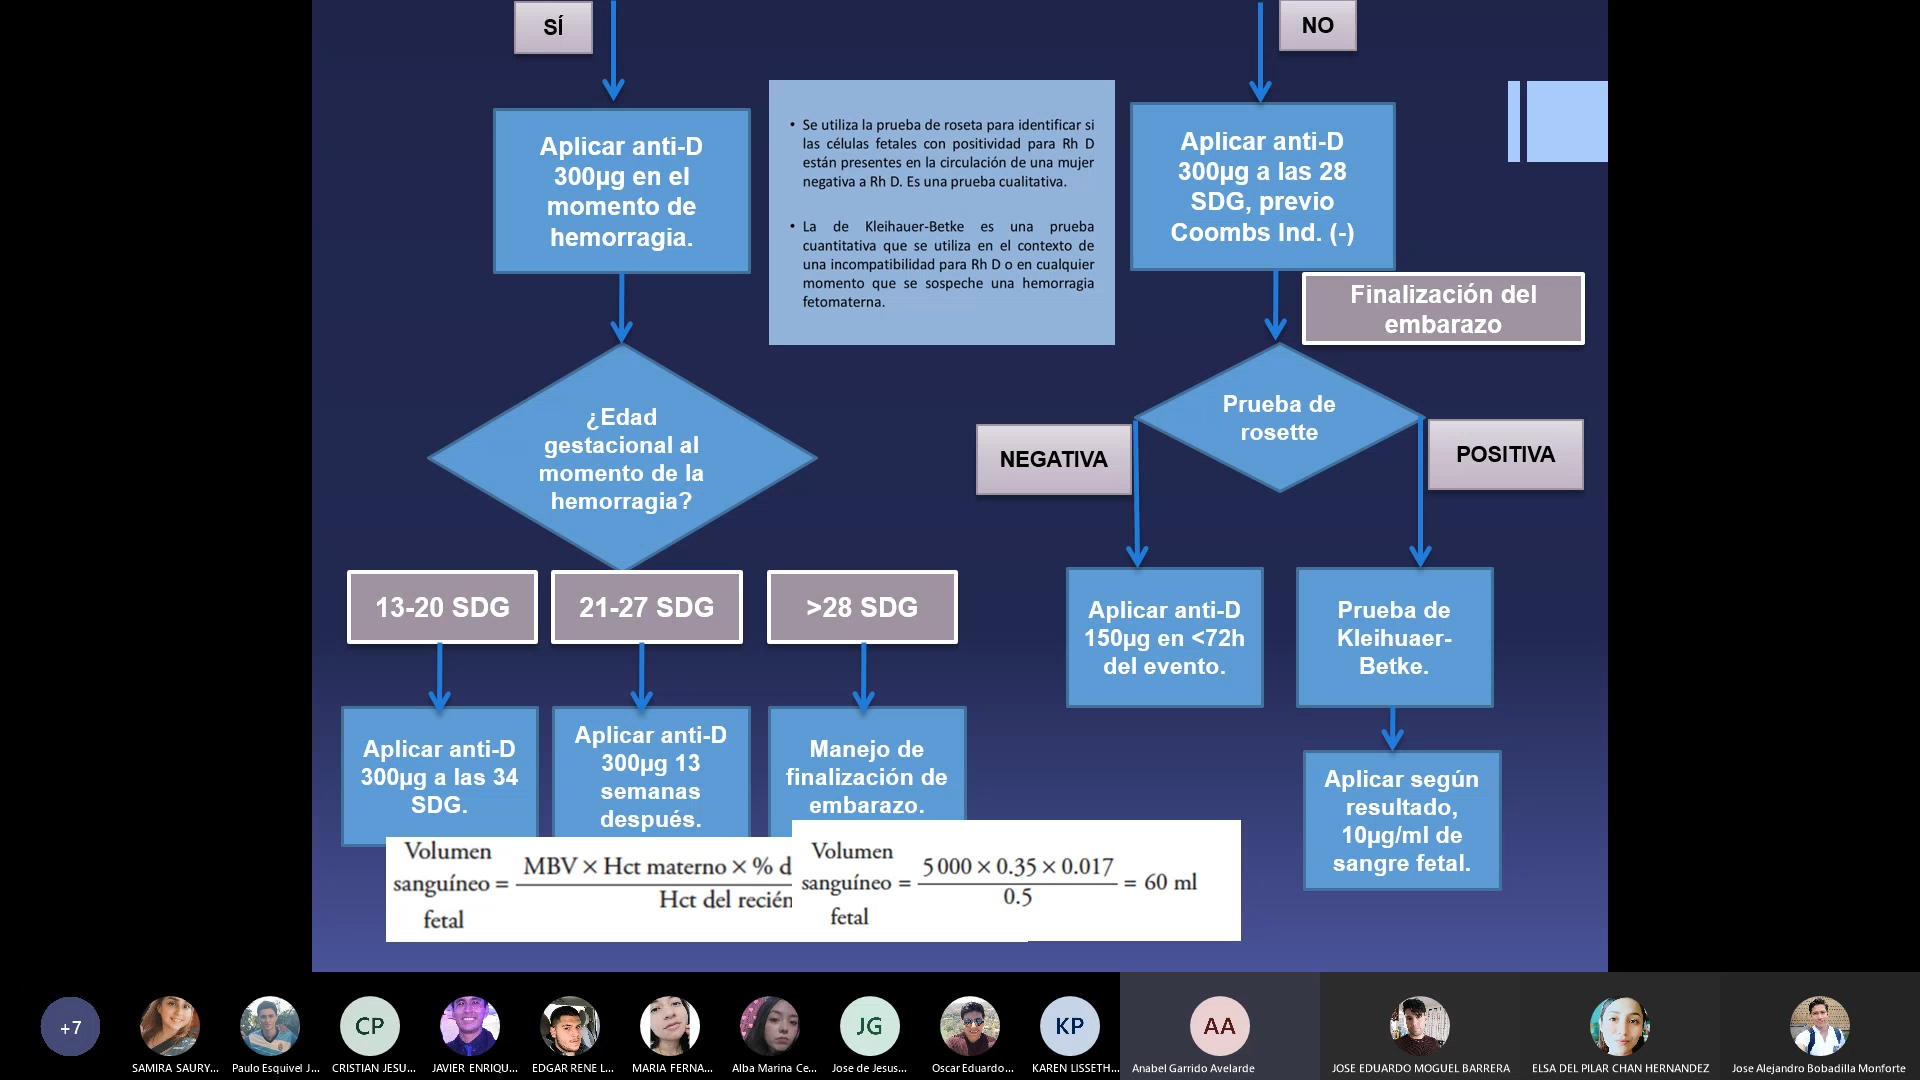 SÍ
NO
Aplicar anti-D
300µg en el
momento de
hemorragia.
• Se utiliza la prueba de roseta para identificar si
las células fetales con positividad para Rh D
están presentes en la circulación de una mujer
negativa a Rh D. Es una prueba cualitativa.
• La de Kleihauer-Betke es una prueba
cuantitativa que se utiliza en el contexto de
una incompatibilidad para Rh D o en cualquier
momento que se sospeche una hemorragia
fetomaterna.
Aplicar anti-D
300µg a las 28
SDG, previo
Coombs Ind. (-)
Finalización del
embarazo
¿Edad
gestacional al
momento de la
hemorragia?
Prueba de
rosette
NEGATIVA
POSITIVA
13-20 SDG
21-27 SDG
>28 SDG
Aplicar anti-D
150µg en <72h
del evento.
Prueba de
Kleihuaer-
Betke.
Aplicar anti-D
300µg a las 34
SDG.
Aplicar anti-D
300µg 13
semanas
después.
Manejo de
finalización de
embarazo.
Aplicar según
resultado,
10µg/ml de
sangre fetal.
Volumen
sanguíneo =
fetal
MBV × Hct materno × % d
Hct del recién
Volumen
sanguíneo =
fetal
5 000 × 0.35 × 0.017
0.5
= 60 ml
+7
CP
JG
KP
AA
SAMIRA SAURY...
Paulo Esquivel J...
CRISTIAN JESU...
JAVIER ENRIQU...
EDGAR RENE L...
MARIA FERNA...
Alba Marina Ce...
Jose de Jesus...
Oscar Eduardo...
KAREN LISSETH...
Anabel Garrido Avelarde
JOSE EDUARDO MOGUEL BARRERA
ELSA DEL PILAR CHAN HERNANDEZ
Jose Alejandro Bobadilla Monforte